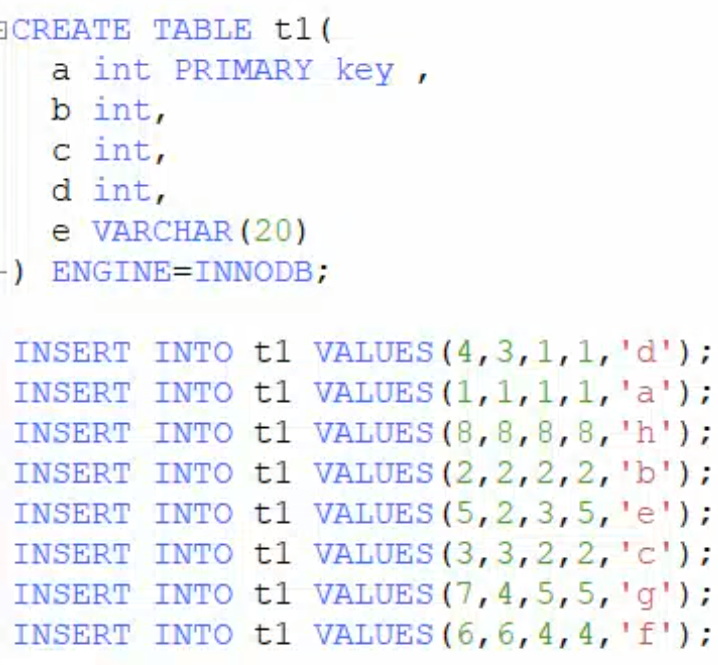 CREATE TABLE t1(
a int PRIMARY key ,
b int,
c int,
d int,
e VARCHAR(20)
) ENGINE=INNODB;
INSERT INTO t1 VALUES(4,3,1,1,'d');
INSERT INTO t1 VALUES(1,1,1,1,'a');
INSERT INTO t1 VALUES(8,8,8,8,'h');
INSERT INTO t1 VALUES(2,2,2,2,'b');
INSERT INTO t1 VALUES(5,2,3,5,'e');
INSERT INTO t1 VALUES(3,3,2,2,'c');
INSERT INTO t1 VALUES(7,4,5,5,'g');
INSERT INTO t1 VALUES(6,6,4,4,'f');